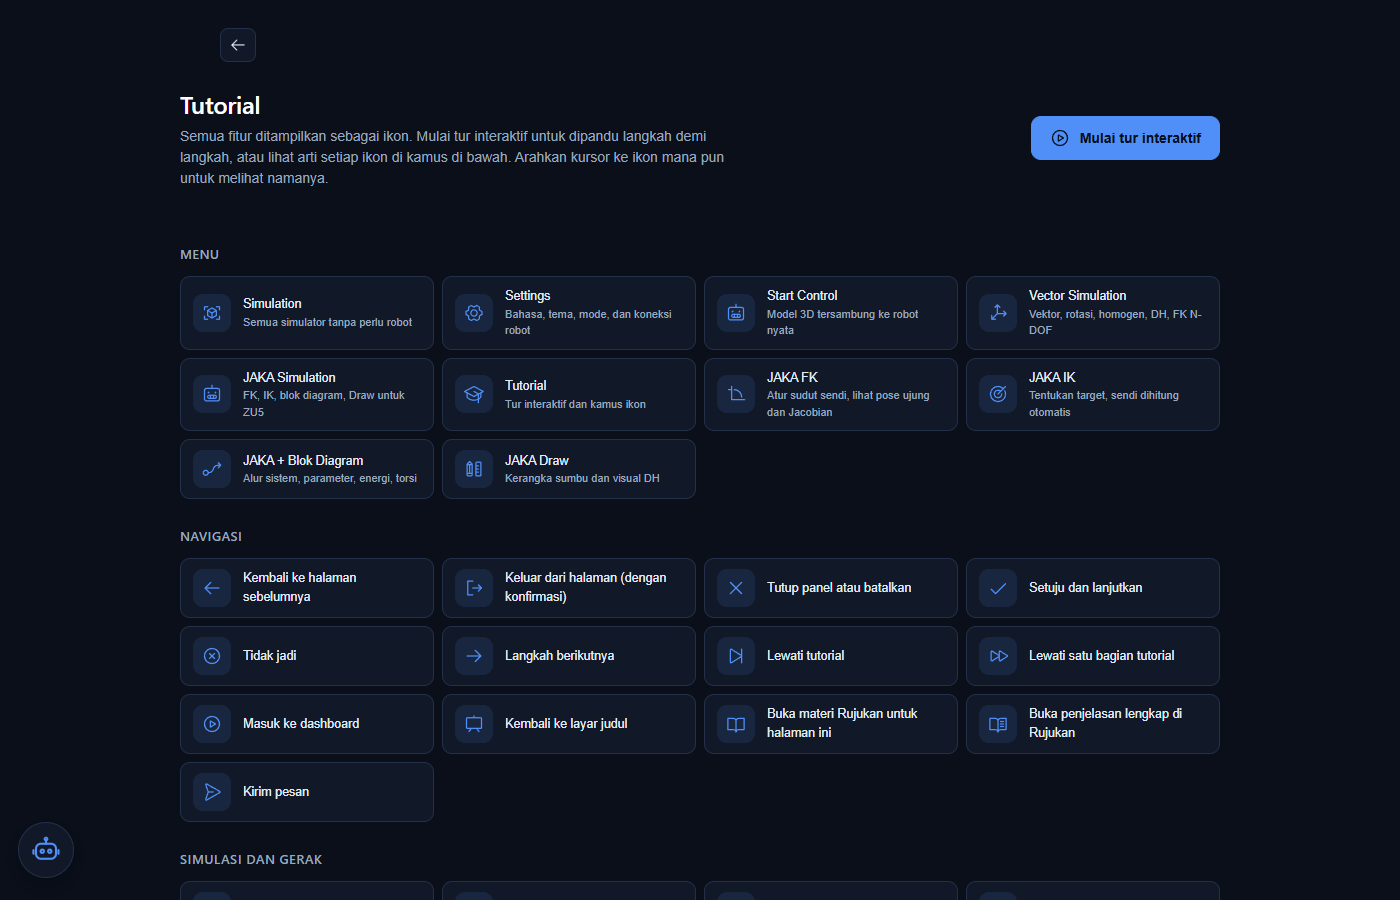 Tutorial
Semua fitur ditampilkan sebagai ikon. Mulai tur interaktif untuk dipandu langkah demi
langkah, atau lihat arti setiap ikon di kamus di bawah. Arahkan kursor ke ikon mana pun
untuk melihat namanya.
Mulai tur interaktif
MENU
Simulation
Semua simulator tanpa perlu robot
Settings
Bahasa, tema, mode, dan koneksi
robot
Start Control
Model 3D tersambung ke robot
nyata
Vector Simulation
Vektor, rotasi, homogen, DH, FK N-
DOF
JAKA Simulation
FK, IK, blok diagram, Draw untuk
ZU5
Tutorial
Tur interaktif dan kamus ikon
JAKA FK
Atur sudut sendi, lihat pose ujung
dan Jacobian
JAKA IK
Tentukan target, sendi dihitung
otomatis
JAKA + Blok Diagram
Alur sistem, parameter, energi, torsi
JAKA Draw
Kerangka sumbu dan visual DH
NAVIGASI
Kembali ke halaman
sebelumnya
Keluar dari halaman (dengan
konfirmasi)
Tutup panel atau batalkan
Setuju dan lanjutkan
Tidak jadi
Langkah berikutnya
Lewati tutorial
Lewati satu bagian tutorial
Masuk ke dashboard
Kembali ke layar judul
Buka materi Rujukan untuk
halaman ini
Buka penjelasan lengkap di
Rujukan
Kirim pesan
SIMULASI DAN GERAK